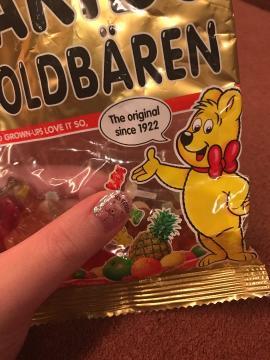 OLDBÄREN
D GROWN-UPS LOVE IT SO,
The original
since 1922